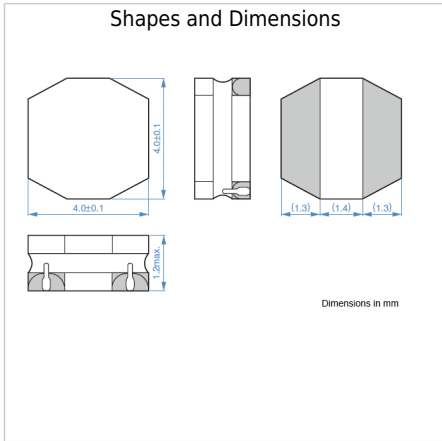 Shapes and Dimensions
4.0±0.1
4.0±0.1
(1.3)
(1.4)
(1.3)
1.2max.
Dimensions in mm